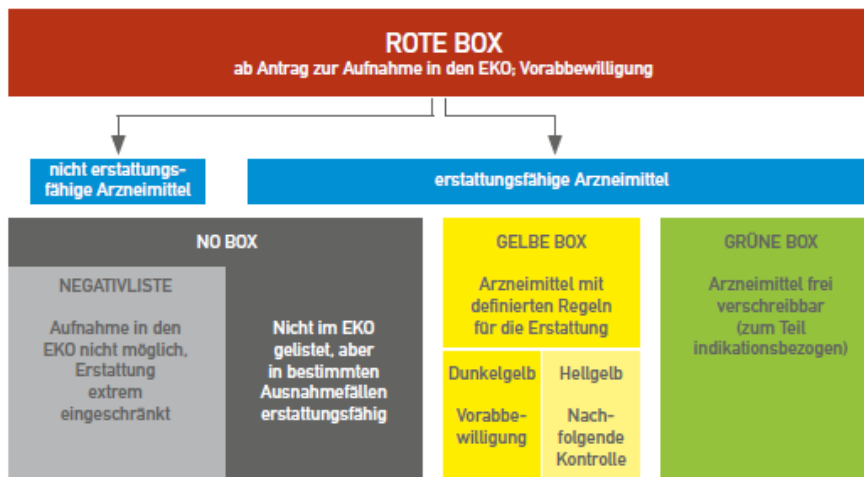 ROTE BOX
ab Antrag zur Aufnahme in den EKO; Vorabbewilligung
nicht erstattungs-
fähige Arzneimittel
erstattungsfähige Arzneimittel
NO BOX
NEGATIVLISTE
Aufnahme in den
EKO nicht möglich,
Erstattung
extrem
eingeschränkt
Nicht im EKO
gelistet, aber
in bestimmten
Ausnahmefällen
erstattungsfähig
GELBE BOX
Arzneimittel mit
definierten Regeln
für die Erstattung
Dunkelgelb
Vorabbe-
willigung
Hellgelb
Nach-
folgende
Kontrolle
GRÜNE BOX
Arzneimittel frei
verschreibbar
(zum Teil
indikationsbezogen)